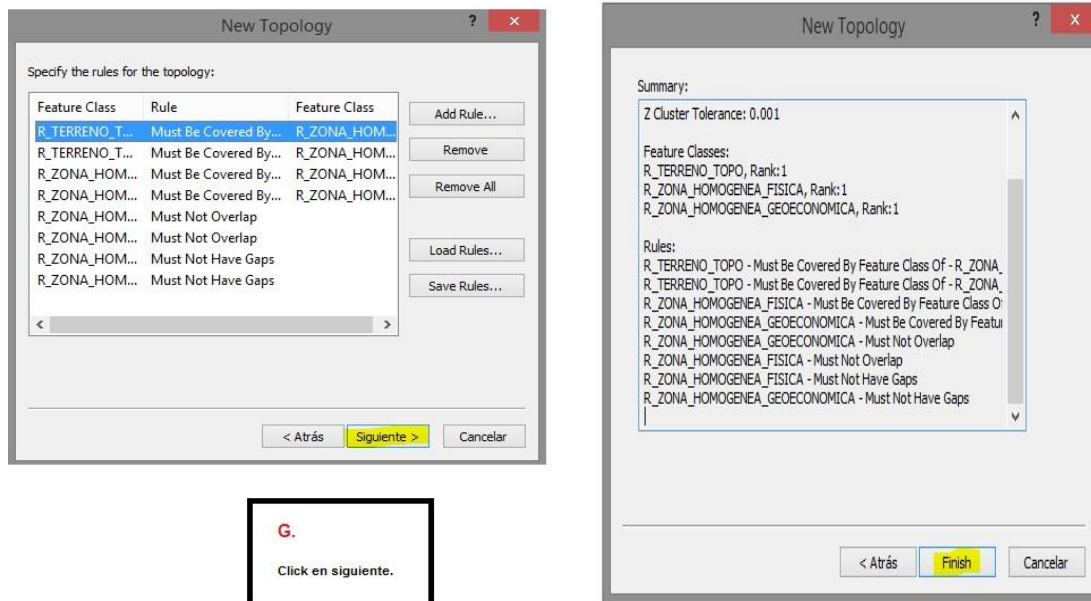 New Topology
? x
Specify the rules for the topology:
Feature Class Rule Feature Class
R_TERRENO_T... Must Be Covered By... R_ZONA_HOM...
R_TERRENO_T... Must Be Covered By... R_ZONA_HOM...
R_ZONA_HOM... Must Be Covered By... R_ZONA_HOM...
R_ZONA_HOM... Must Be Covered By... R_ZONA_HOM...
R_ZONA_HOM... Must Not Overlap
R_ZONA_HOM... Must Not Overlap
R_ZONA_HOM... Must Not Have Gaps
R_ZONA_HOM... Must Not Have Gaps
Add Rule...
Remove
Remove All
Load Rules...
Save Rules...
< Atrás
Siguiente >
Cancelar
G.
Click en siguiente.
New Topology
? x
Summary:
Z Cluster Tolerance: 0.001
Feature Classes:
R_TERRENO_TOPO, Rank:1
R_ZONA_HOMOGENEA_FISICA, Rank:1
R_ZONA_HOMOGENEA_GEOECONOMICA, Rank:1
Rules:
R_TERRENO_TOPO - Must Be Covered By Feature Class Of - R_ZONA_
R_TERRENO_TOPO - Must Be Covered By Feature Class Of - R_ZONA_
R_ZONA_HOMOGENEA_FISICA - Must Be Covered By Feature Class O
R_ZONA_HOMOGENEA_GEOECONOMICA - Must Be Covered By Featu
R_ZONA_HOMOGENEA_GEOECONOMICA - Must Not Overlap
R_ZONA_HOMOGENEA_FISICA - Must Not Overlap
R_ZONA_HOMOGENEA_FISICA - Must Not Have Gaps
R_ZONA_HOMOGENEA_GEOECONOMICA - Must Not Have Gaps
< Atrás
Finish
Cancelar